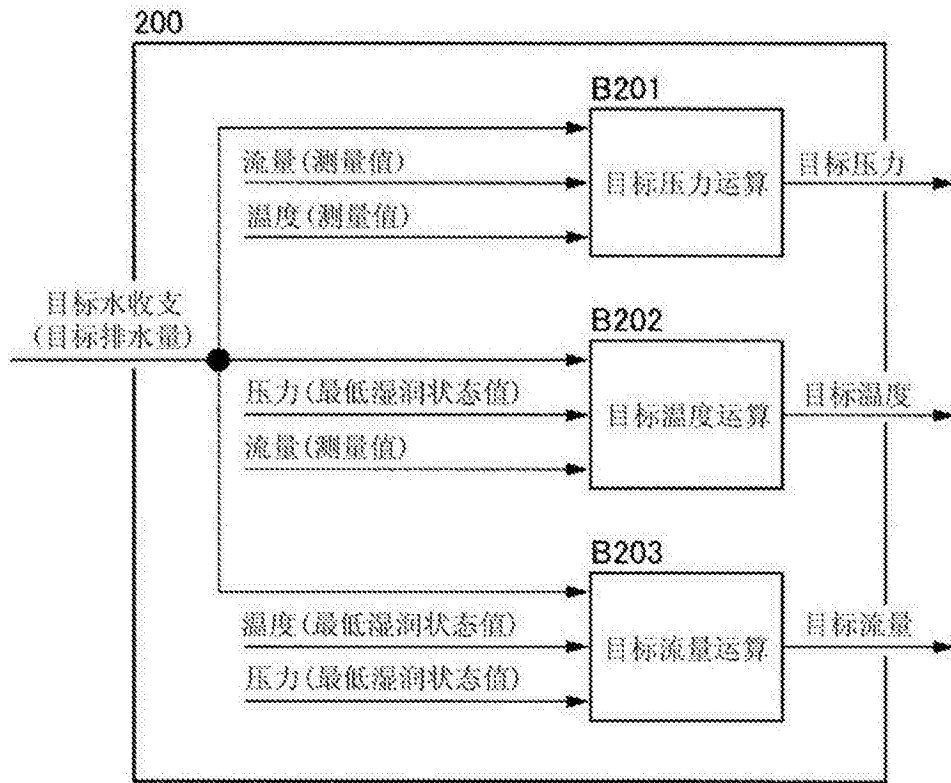 200
B201
流量(测量值)
温度(测量值)
目标压力运算
目标压力
目标水收支
(目标排水量)
B202
压力(最低湿润状态值)
流量(测量值)
目标温度运算
目标温度
B203
温度(最低湿润状态值)
压力(最低湿润状态值)
目标流量运算
目标流量